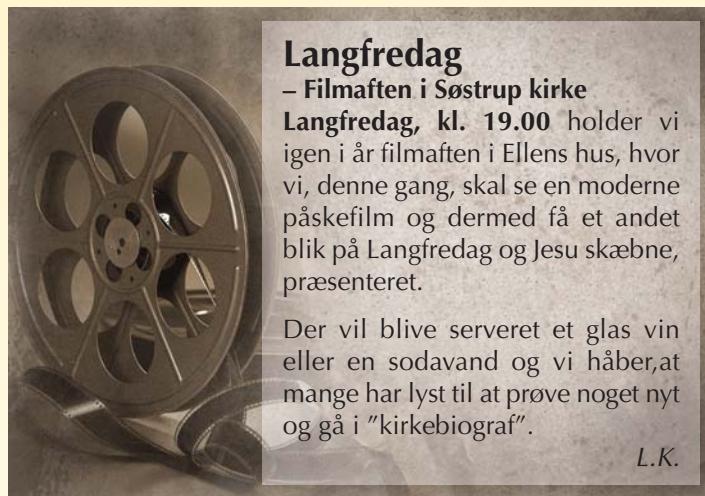 Langfredag
– Filmaften i Søstrup kirke
Langfredag, kl. 19.00 holder vi
igen i år filmaften i Ellens hus, hvor
vi, denne gang, skal se en moderne
påskefilm og dermed få et andet
blik på Langfredag og Jesu skæbne,
præsenteret.
Der vil blive serveret et glas vin
eller en sodavand og vi håber,at
mange har lyst til at prøve noget nyt
og gå i ”kirkebiograf”.
L.K.